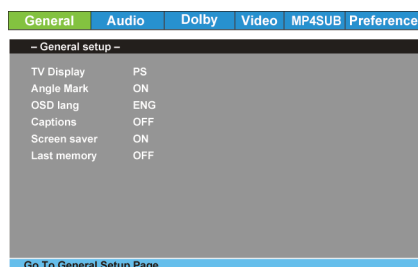 General Audio Dolby Video MP4SUB Preference
– General setup –
TV Display PS
Angle Mark ON
OSD lang ENG
Captions OFF
Screen saver ON
Last memory OFF
Go To General Setup Page